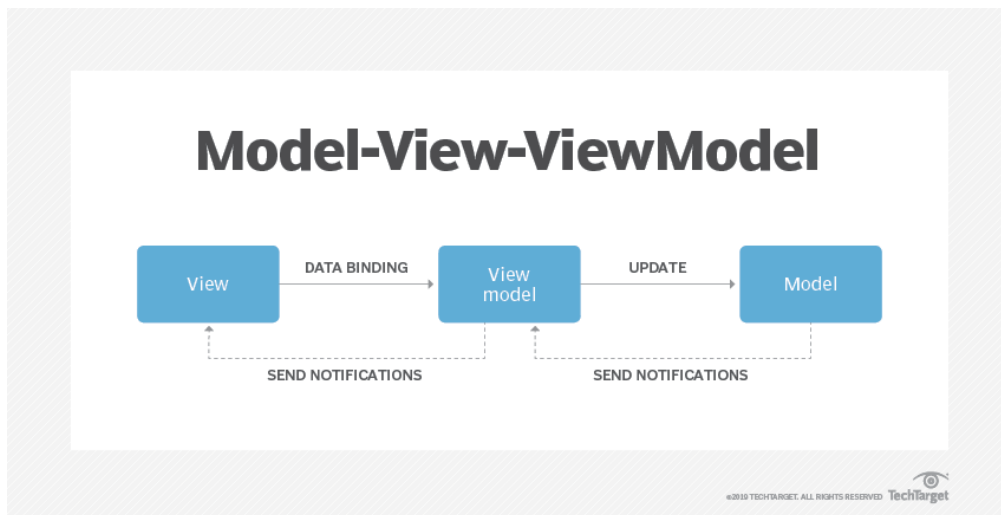 Model-View-ViewModel
View
DATA BINDING
View
model
UPDATE
Model
SEND NOTIFICATIONS
SEND NOTIFICATIONS
©2019 TECHTARGET. ALL RIGHTS RESERVED
TechTarget